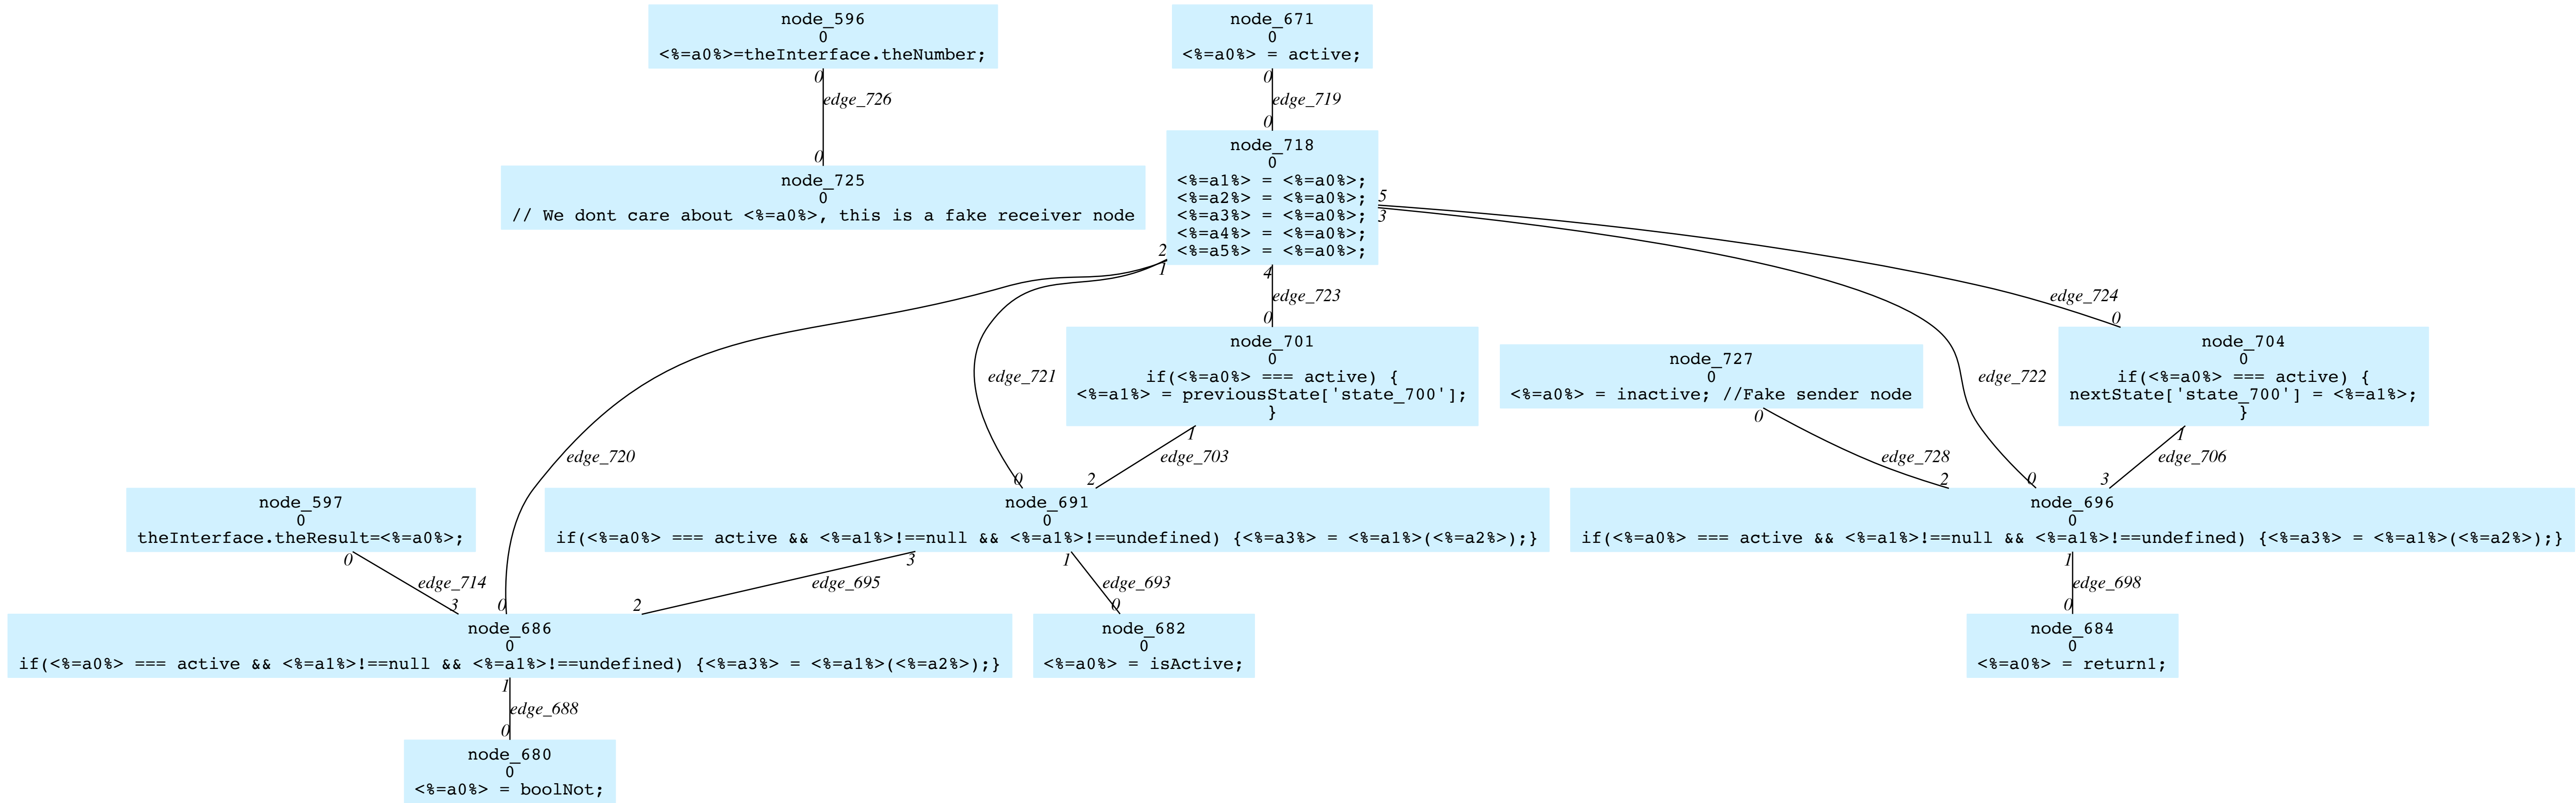 node_596
0
<%=a0%>=theInterface.theNumber;
node_671
0
<%=a0%> = active;
0
edge_726
0
0
edge_719
0
node_725
0
// We dont care about <%=a0%>, this is a fake receiver node
node_718
0
<%=a1%> = <%=a0%>;
<%=a2%> = <%=a0%>;
<%=a3%> = <%=a0%>;
<%=a4%> = <%=a0%>;
<%=a5%> = <%=a0%>;
5
3
2
1
4
edge_723
0
edge_724
0
node_701
0
if(<%=a0%> === active) {
<%=a1%> = previousState['state_700'];
}
node_727
0
<%=a0%> = inactive; //Fake sender node
node_704
0
if(<%=a0%> === active) {
nextState['state_700'] = <%=a1%>;
}
edge_721
edge_722
edge_720
1
edge_703
2
0
0
edge_728
2
0
1
edge_706
3
node_597
0
theInterface.theResult=<%=a0%>;
node_691
0
if(<%=a0%> === active && <%=a1%>!==null && <%=a1%>!==undefined) {<%=a3%> = <%=a1%>(<%=a2%>);}
node_696
0
if(<%=a0%> === active && <%=a1%>!==null && <%=a1%>!==undefined) {<%=a3%> = <%=a1%>(<%=a2%>);}
0
edge_714
3
0
3
edge_695
2
1
edge_693
0
1
edge_698
0
node_686
0
if(<%=a0%> === active && <%=a1%>!==null && <%=a1%>!==undefined) {<%=a3%> = <%=a1%>(<%=a2%>);}
node_682
0
<%=a0%> = isActive;
node_684
0
<%=a0%> = return1;
1
edge_688
0
node_680
0
<%=a0%> = boolNot;